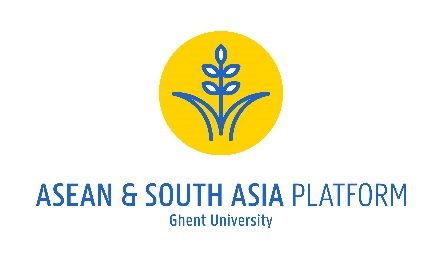 ASEAN & SOUTH ASIA PLATFORM
Ghent University